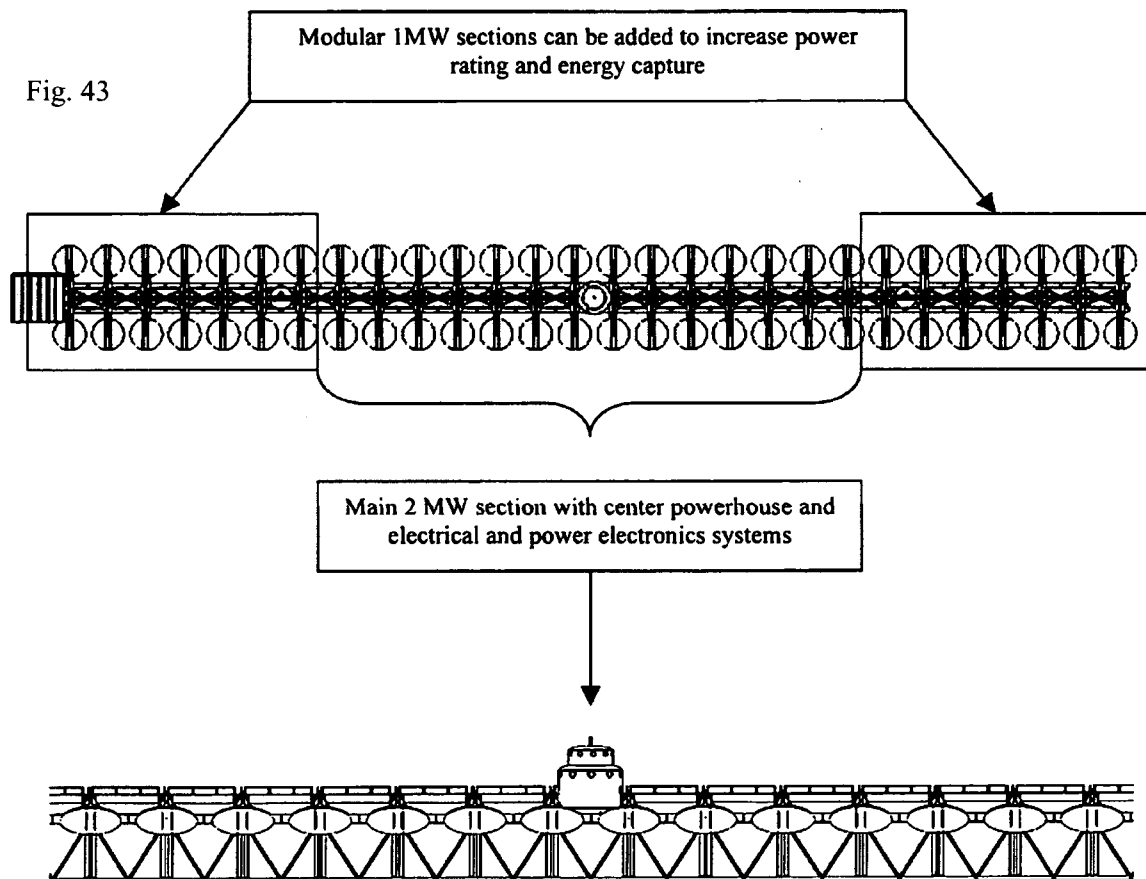 Modular 1MW sections can be added to increase power
rating and energy capture
Fig. 43
Main 2 MW section with center powerhouse and
electrical and power electronics systems